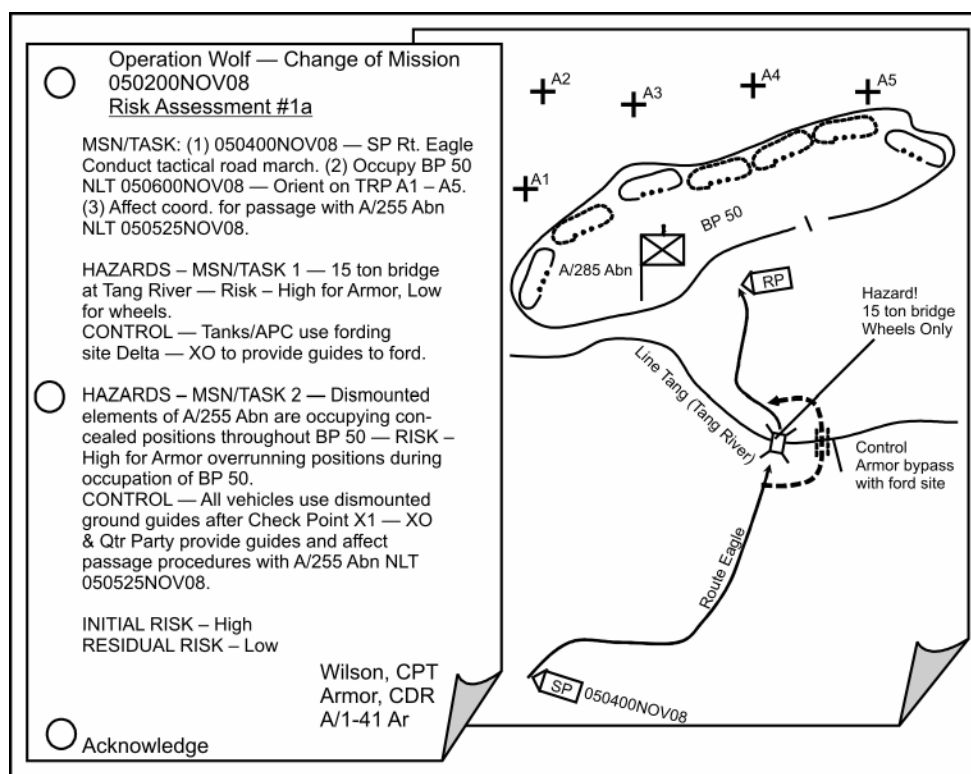 Operation Wolf — Change of Mission
050200NOV08
Risk Assessment #1a
MSN/TASK: (1) 050400NOV08 — SP Rt. Eagle
Conduct tactical road march. (2) Occupy BP 50
NLT 050600NOV08 — Orient on TRP A1 – A5.
(3) Affect coord. for passage with A/255 Abn
NLT 050525NOV08.
HAZARDS – MSN/TASK 1 — 15 ton bridge
at Tang River — Risk – High for Armor, Low
for wheels.
CONTROL — Tanks/APC use fording
site Delta — XO to provide guides to ford.
HAZARDS – MSN/TASK 2 — Dismounted
elements of A/255 Abn are occupying con-
cealed positions throughout BP 50 — RISK –
High for Armor overrunning positions during
occupation of BP 50.
CONTROL — All vehicles use dismounted
ground guides after Check Point X1 — XO
& Qtr Party provide guides and affect
passage procedures with A/255 Abn NLT
050525NOV08.
INITIAL RISK – High
RESIDUAL RISK – Low
Wilson, CPT
Armor, CDR
A/1-41 Ar
Acknowledge
A2
A3
A4
A5
A1
BP 50
A/285 Abn
RP
Hazard!
15 ton bridge
Wheels Only
Line Tang (Tang River)
Control
Armor bypass
with ford site
Route Eagle
SP 050400NOV08